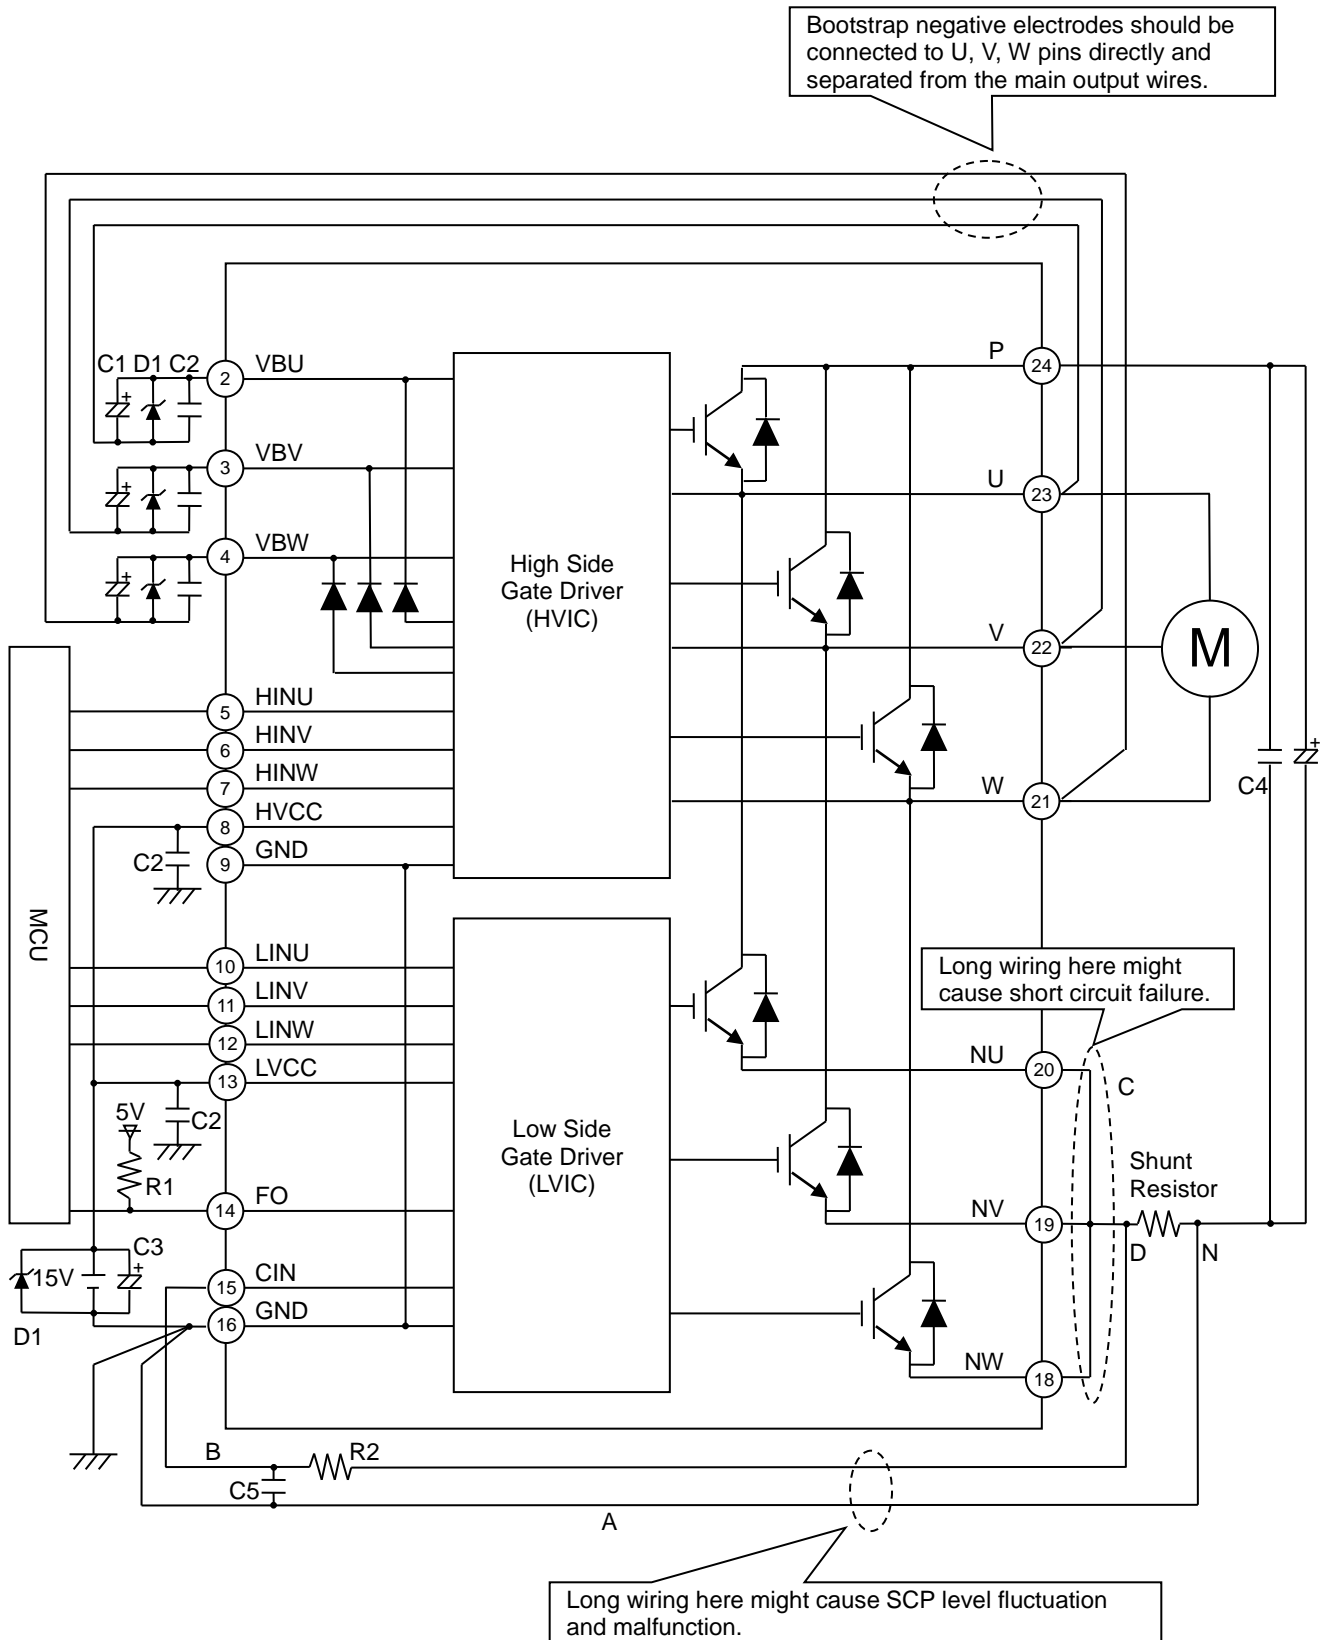 Bootstrap negative electrodes should be
connected to U, V, W pins directly and
separated from the main output wires.
C1 D1 C2
2
VBU
P
24
3
VBV
U
23
4
VBW
High Side
Gate Driver
(HVIC)
V
22
M
5
HINU
6
HINV
7
HINW
W
21
C4
+
8
HVCC
C2
9
GND
MCU
10
LINU
11
LINV
12
LINW
13
LVCC
C2
Long wiring here might
cause short circuit failure.
NU
20
C
5V
R1
Low Side
Gate Driver
(LVIC)
Shunt
Resistor
14
FO
NV
19
D
N
15V
C3
+
D1
15
CIN
16
GND
NW
18
B
R2
C5
A
Long wiring here might cause SCP level fluctuation
and malfunction.